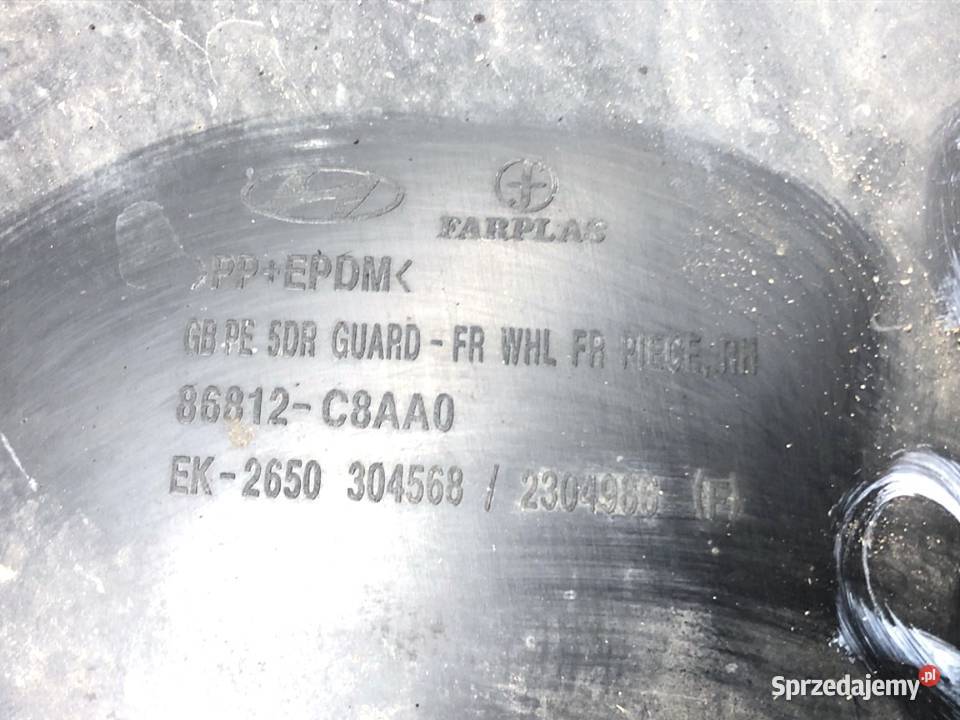 FARPLAS
>PP+EPDM<
GB PE 5DR GUARD - FR WHL FR PIECE, RH
86812-C8AA0
EK-2650 304568 / 2304986 (F)
Sprzedajemy.pl